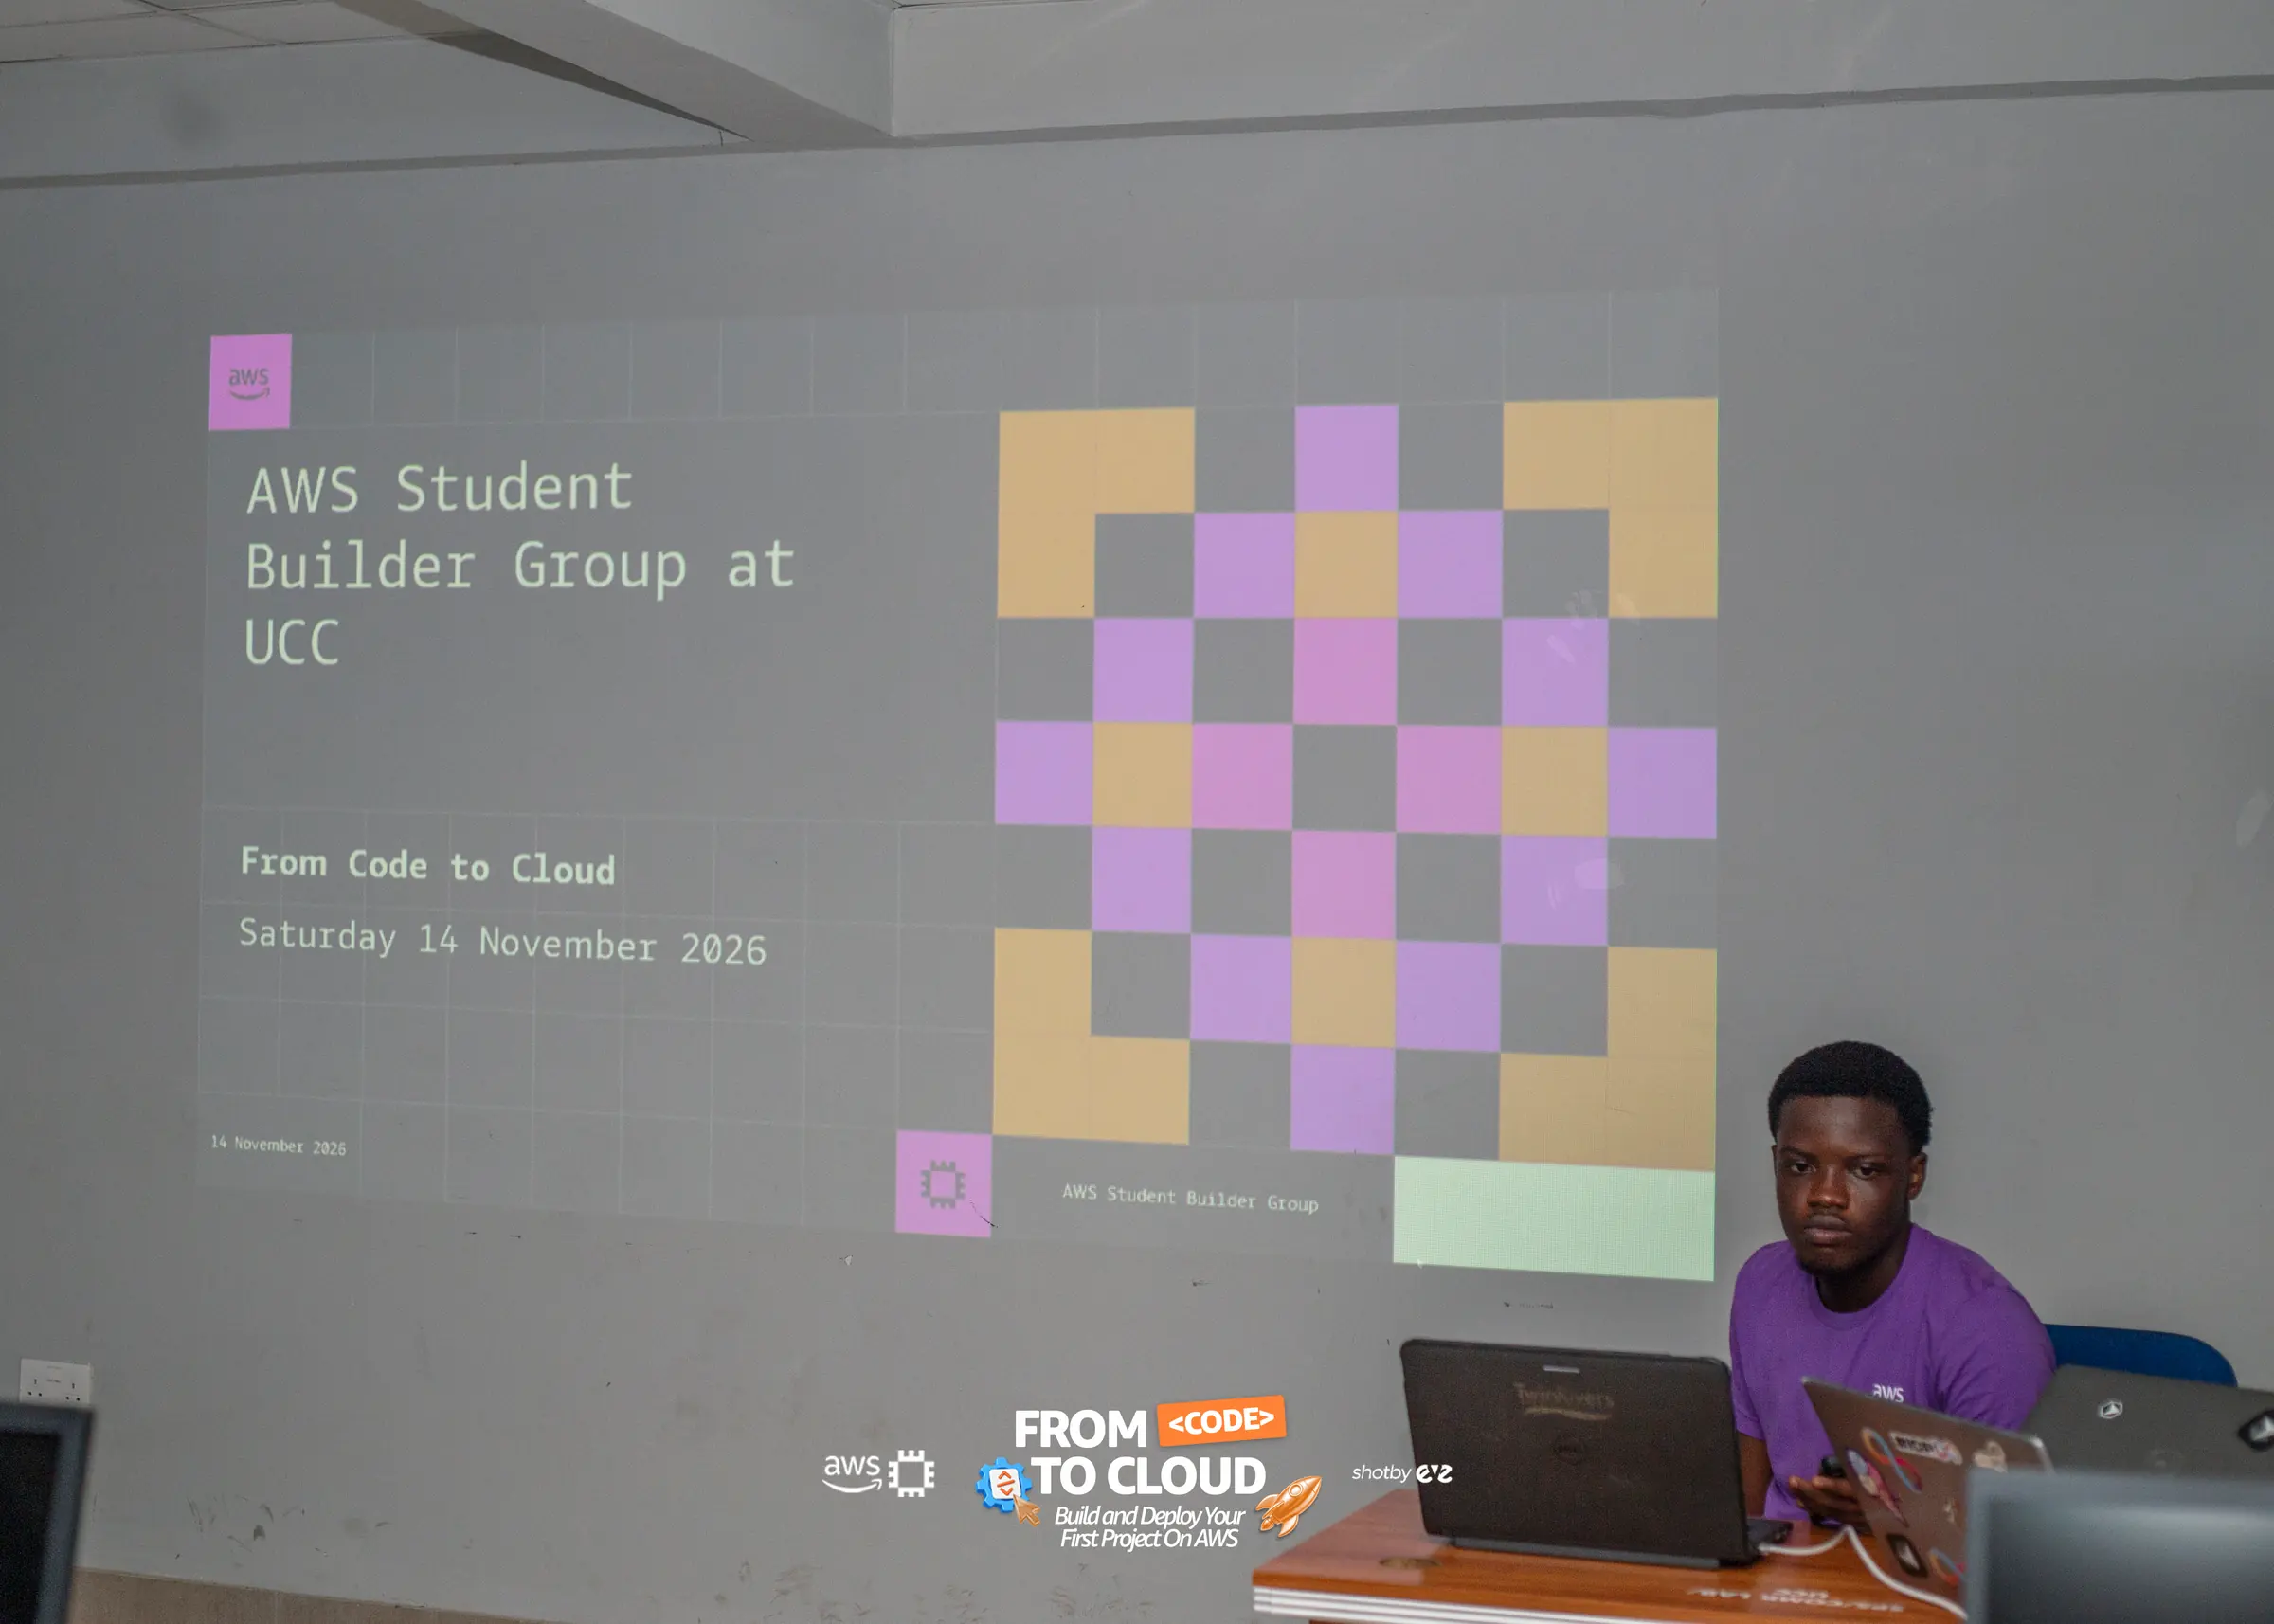 aws
AWS Student
Builder Group at
UCC
From Code to Cloud
Saturday 14 November 2026
14 November 2026
AWS Student Builder Group
aws
FROM <CODE>
TO CLOUD
Build and Deploy Your
First Project On AWS
aws
shotby eve